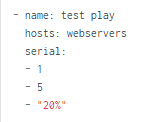 - name: test play
hosts: webservers
serial:
- 1
- 5
- "20%"